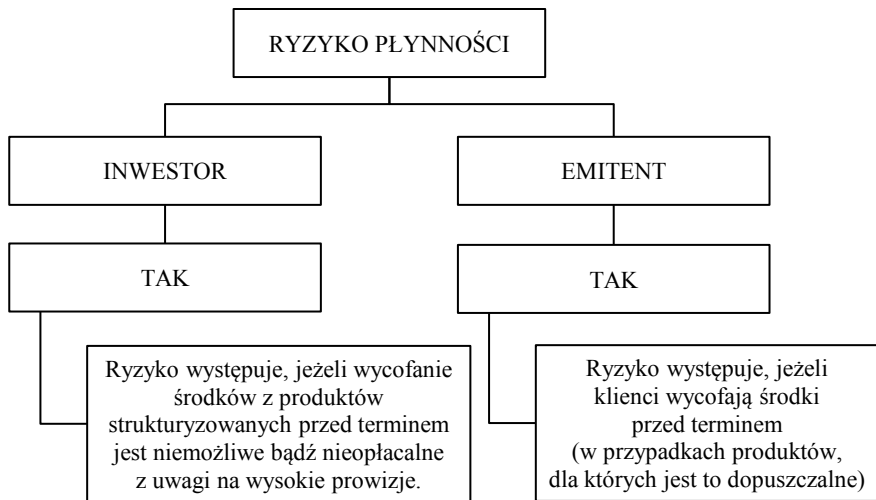 RYZYKO PŁYNNOŚCI
INWESTOR
EMITENT
TAK
TAK
Ryzyko występuje, jeżeli wycofanie
środków z produktów
strukturyzowanych przed terminem
jest niemożliwe bądź nieopłacalne
z uwagi na wysokie prowizje.
Ryzyko występuje, jeżeli
klienci wycofają środki
przed terminem
(w przypadkach produktów,
dla których jest to dopuszczalne)